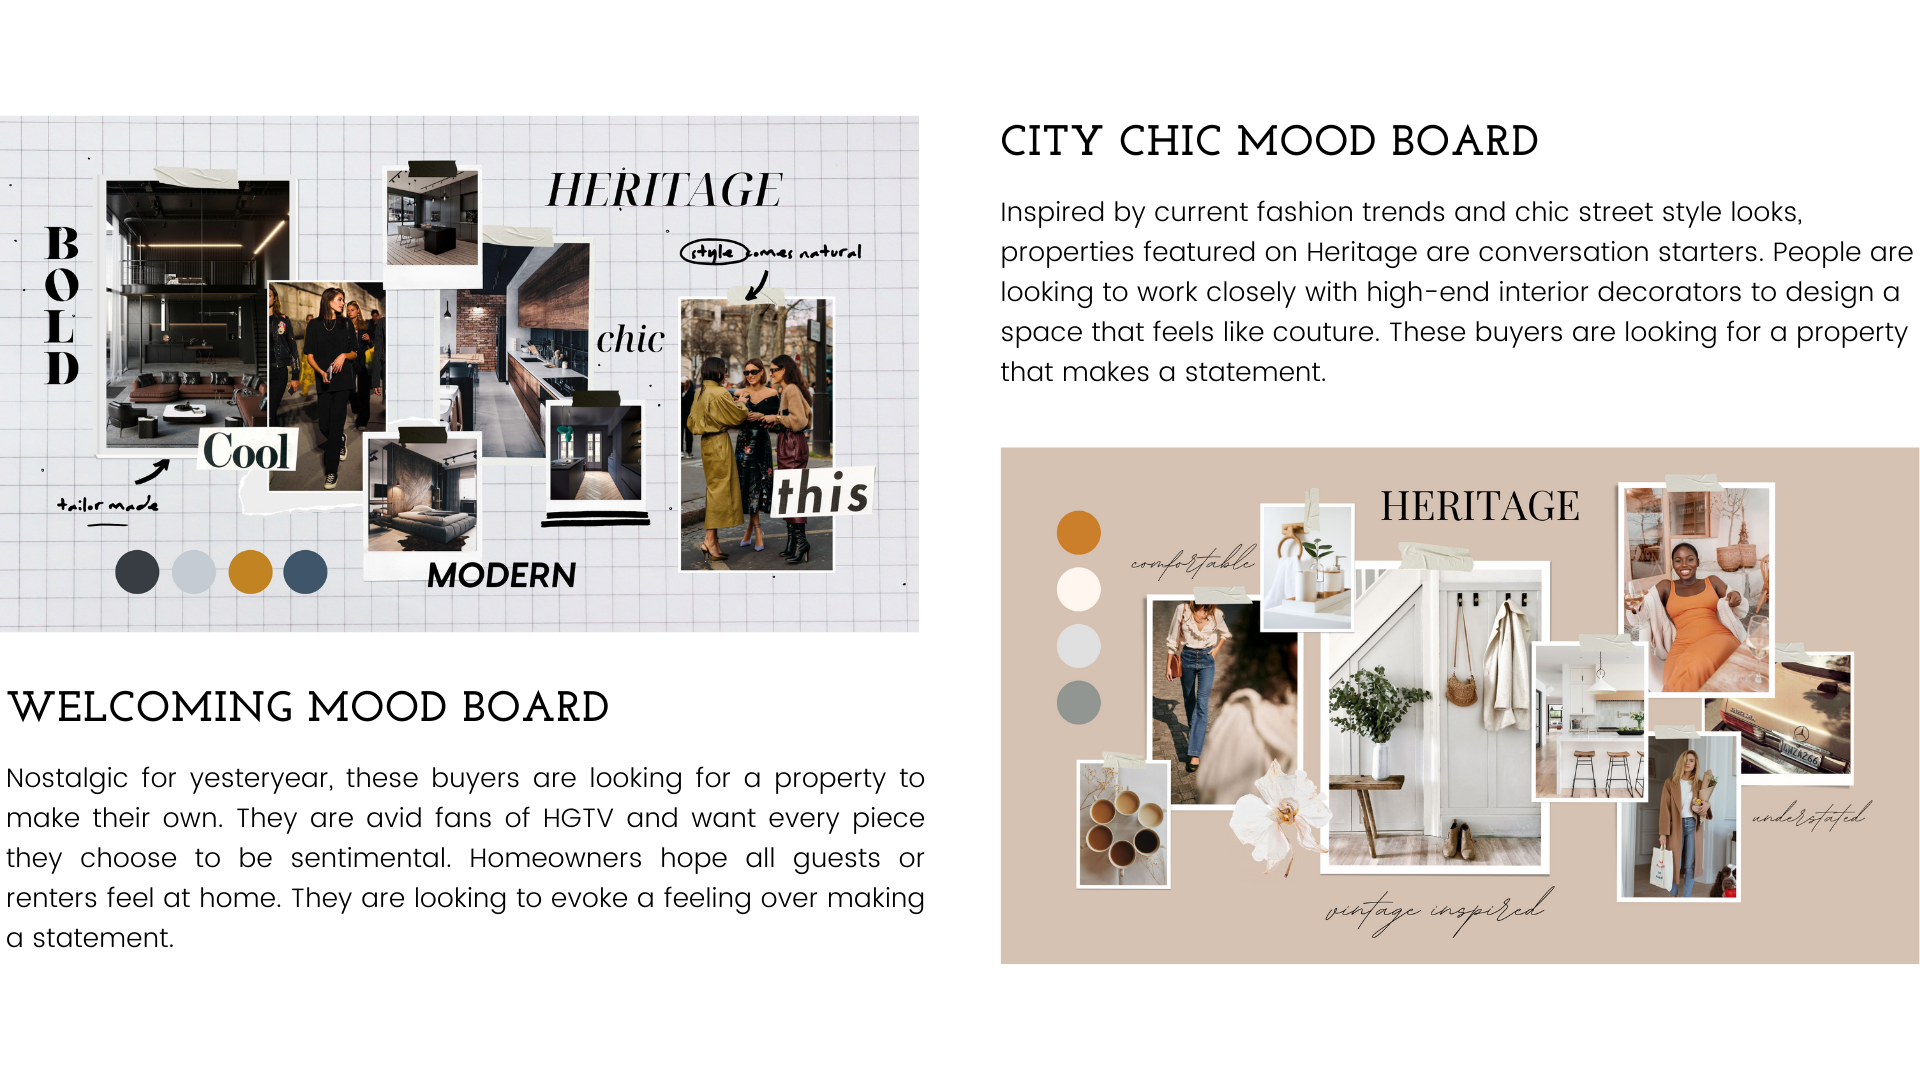 BOLD
HERITAGE
style comes natural
chic
Cool
this
tailor made
MODERN
CITY CHIC MOOD BOARD
Inspired by current fashion trends and chic street style looks,
properties featured on Heritage are conversation starters. People are
looking to work closely with high-end interior decorators to design a
space that feels like couture. These buyers are looking for a property
that makes a statement.
WELCOMING MOOD BOARD
Nostalgic for yesteryear, these buyers are looking for a property to
make their own. They are avid fans of HGTV and want every piece
they choose to be sentimental. Homeowners hope all guests or
renters feel at home. They are looking to evoke a feeling over making
a statement.
HERITAGE
comfortable
understated
vintage inspired